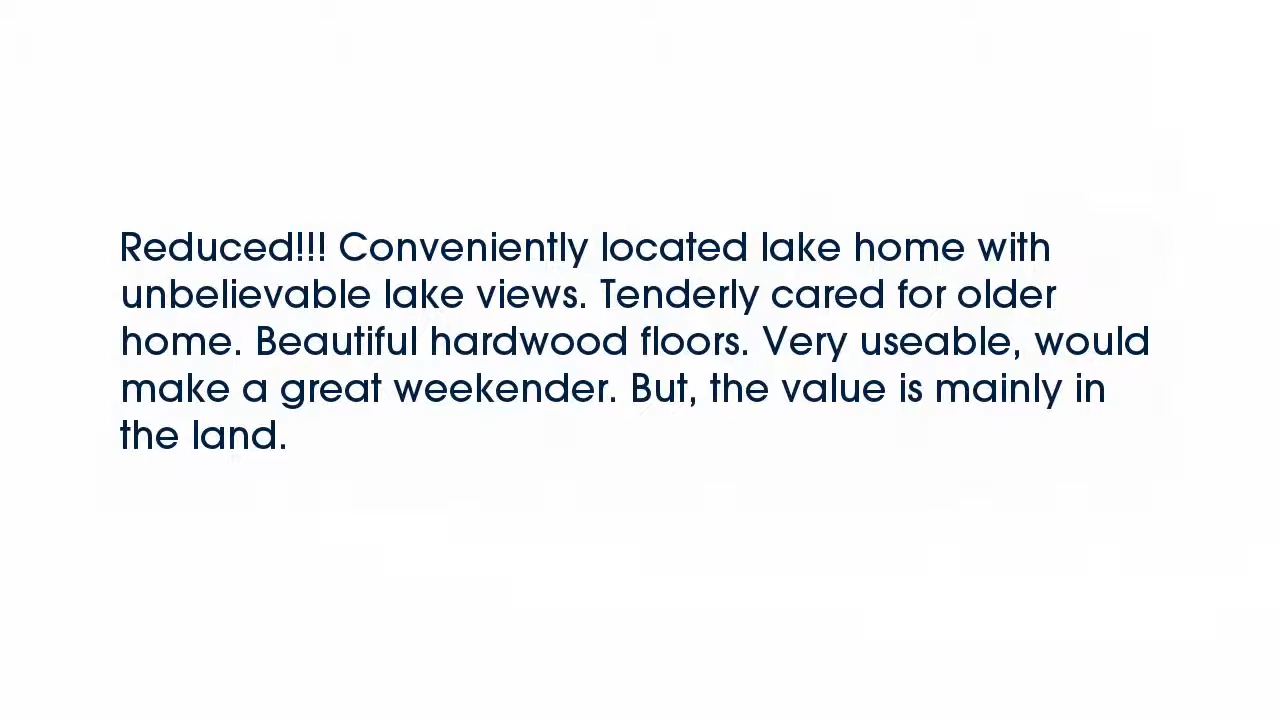 Reduced!!! Conveniently located lake home with
unbelievable lake views. Tenderly cared for older
home. Beautiful hardwood floors. Very useable, would
make a great weekender. But, the value is mainly in
the land.